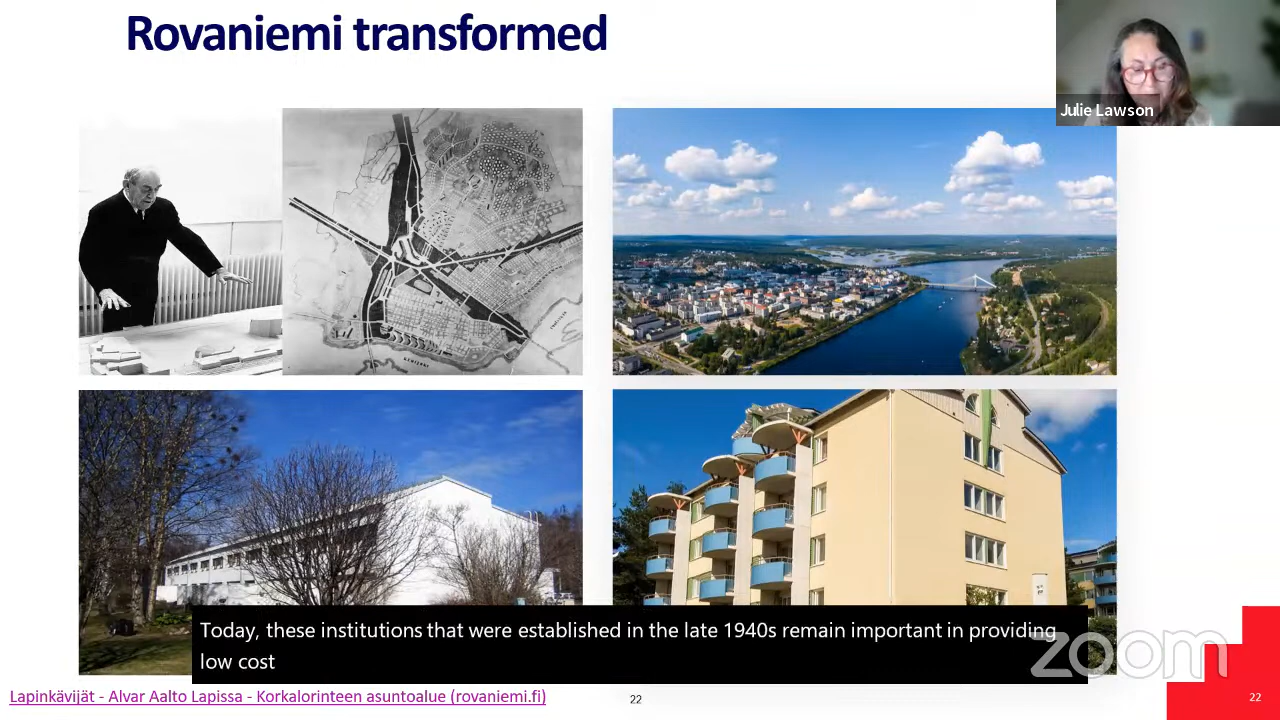 Rovaniemi transformed
Julie Lawson
KEMIJOKI
Today, these institutions that were established in the late 1940s remain important in providing
low cost
zoom
Lapinkävijät - Alvar Aalto Lapissa - Korkalorinteen asuntoalue (rovaniemi.fi)
22
22